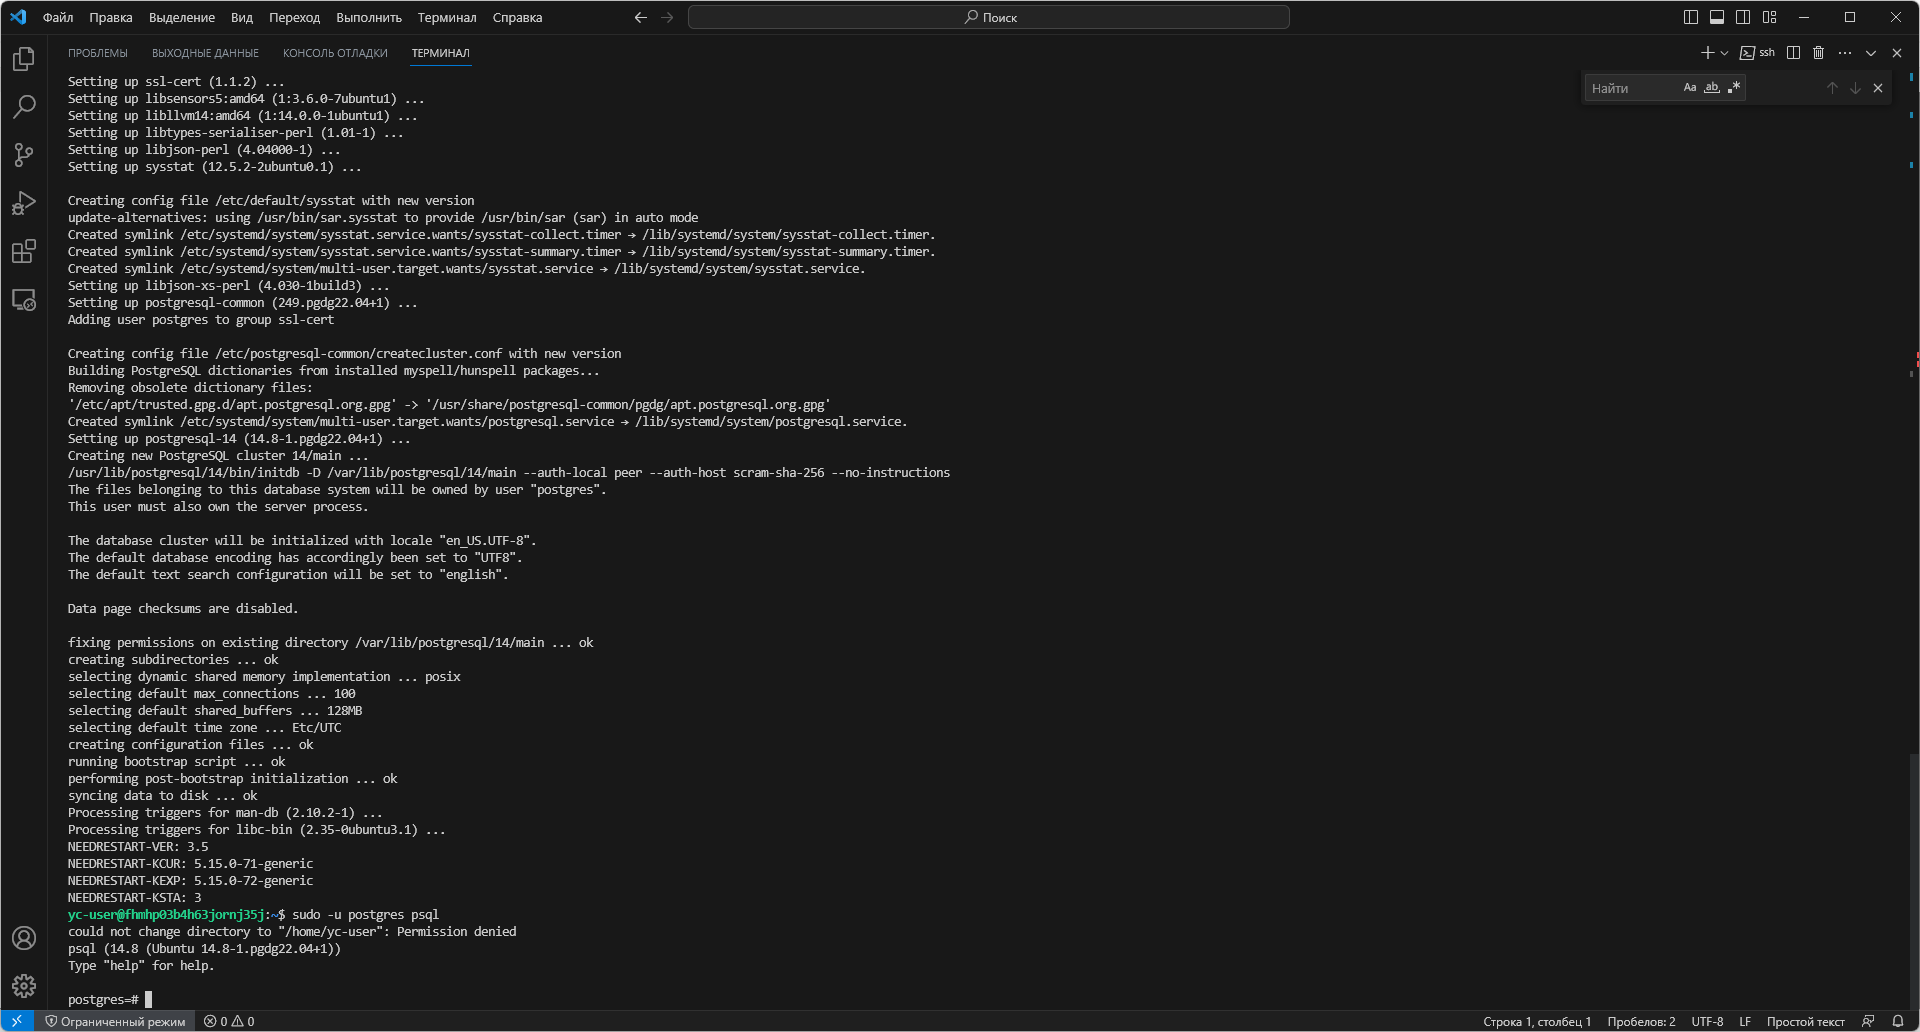 Файл Правка Выделение Вид Переход Выполнить Терминал Справка
Поиск
ПРОБЛЕМЫ ВЫХОДНЫЕ ДАННЫЕ КОНСОЛЬ ОТЛАДКИ ТЕРМИНАЛ
ssh
Найти Aa ab
Setting up ssl-cert (1.1.2) ...
Setting up libsensors5:amd64 (1:3.6.0-7ubuntu1) ...
Setting up libllvm14:amd64 (1:14.0.0-1ubuntu1) ...
Setting up libtypes-serialiser-perl (1.01-1) ...
Setting up libjson-perl (4.04000-1) ...
Setting up sysstat (12.5.2-2ubuntu0.1) ...
Creating config file /etc/default/sysstat with new version
update-alternatives: using /usr/bin/sar.sysstat to provide /usr/bin/sar (sar) in auto mode
Created symlink /etc/systemd/system/sysstat.service.wants/sysstat-collect.timer → /lib/systemd/system/sysstat-collect.timer.
Created symlink /etc/systemd/system/sysstat.service.wants/sysstat-summary.timer → /lib/systemd/system/sysstat-summary.timer.
Created symlink /etc/systemd/system/multi-user.target.wants/sysstat.service → /lib/systemd/system/sysstat.service.
Setting up libjson-xs-perl (4.030-1build3) ...
Setting up postgresql-common (249.pgdg22.04+1) ...
Adding user postgres to group ssl-cert
Creating config file /etc/postgresql-common/createcluster.conf with new version
Building PostgreSQL dictionaries from installed myspell/hunspell packages...
Removing obsolete dictionary files:
'/etc/apt/trusted.gpg.d/apt.postgresql.org.gpg' -> '/usr/share/postgresql-common/pgdg/apt.postgresql.org.gpg'
Created symlink /etc/systemd/system/multi-user.target.wants/postgresql.service → /lib/systemd/system/postgresql.service.
Setting up postgresql-14 (14.8-1.pgdg22.04+1) ...
Creating new PostgreSQL cluster 14/main ...
/usr/lib/postgresql/14/bin/initdb -D /var/lib/postgresql/14/main --auth-local peer --auth-host scram-sha-256 --no-instructions
The files belonging to this database system will be owned by user "postgres".
This user must also own the server process.
The database cluster will be initialized with locale "en_US.UTF-8".
The default database encoding has accordingly been set to "UTF8".
The default text search configuration will be set to "english".
Data page checksums are disabled.
fixing permissions on existing directory /var/lib/postgresql/14/main ... ok
creating subdirectories ... ok
selecting dynamic shared memory implementation ... posix
selecting default max_connections ... 100
selecting default shared_buffers ... 128MB
selecting default time zone ... Etc/UTC
creating configuration files ... ok
running bootstrap script ... ok
performing post-bootstrap initialization ... ok
syncing data to disk ... ok
Processing triggers for man-db (2.10.2-1) ...
Processing triggers for libc-bin (2.35-0ubuntu3.1) ...
NEEDRESTART-VER: 3.5
NEEDRESTART-KCUR: 5.15.0-71-generic
NEEDRESTART-KEXP: 5.15.0-72-generic
NEEDRESTART-KSTA: 3
yc-user@fhmhp03b4h63jornj35j:~$ sudo -u postgres psql
could not change directory to "/home/yc-user": Permission denied
psql (14.8 (Ubuntu 14.8-1.pgdg22.04+1))
Type "help" for help.
postgres=#
Ограниченный режим 0 0 Строка 1, столбец 1 Пробелов: 2 UTF-8 LF Простой текст